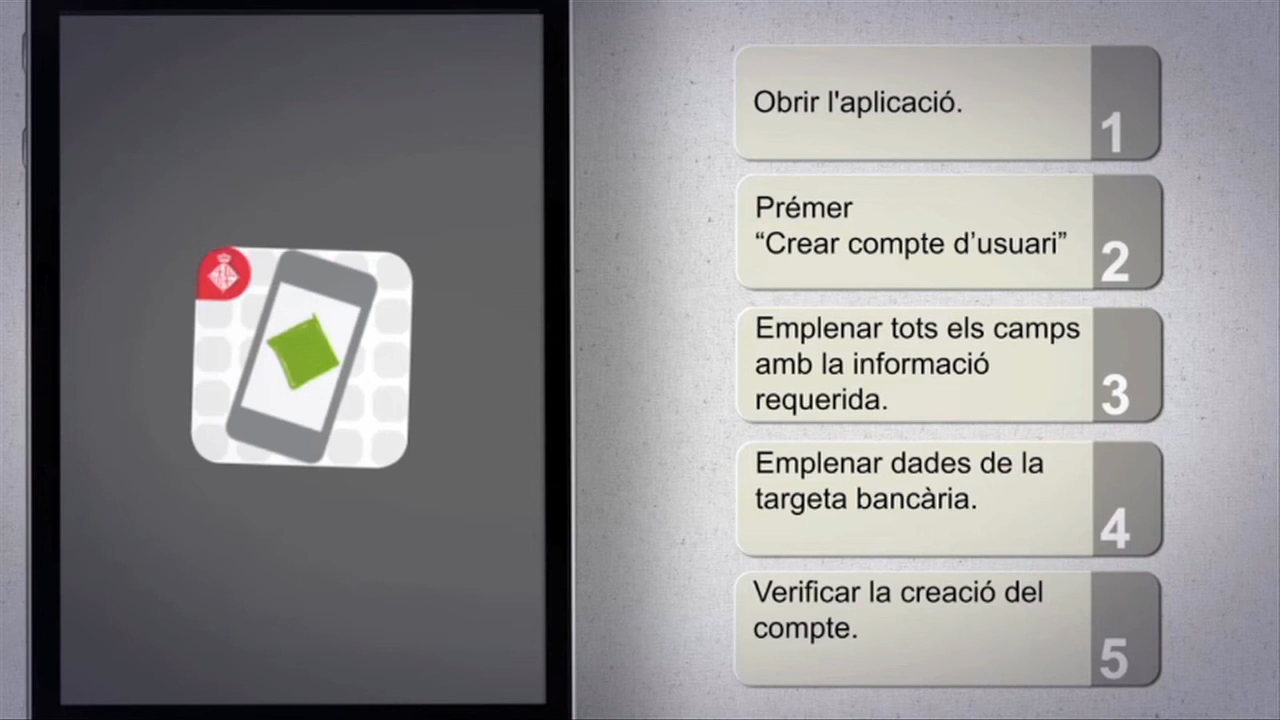 Obrir l'aplicació.
1
Prémer
“Crear compte d’usuari”
2
Emplenar tots els camps
amb la informació
requerida.
3
Emplenar dades de la
targeta bancària.
4
Verificar la creació del
compte.
5